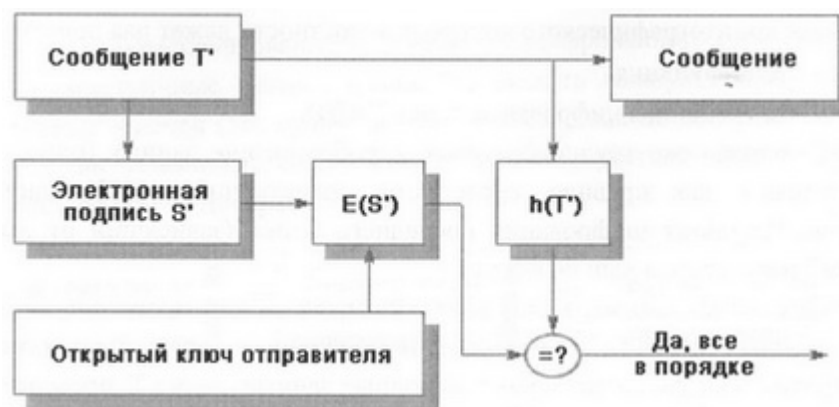 Сообщение T'
Сообщение
Электронная
подпись S'
E(S')
h(T')
Открытый ключ отправителя
=?
Да, все
в порядке